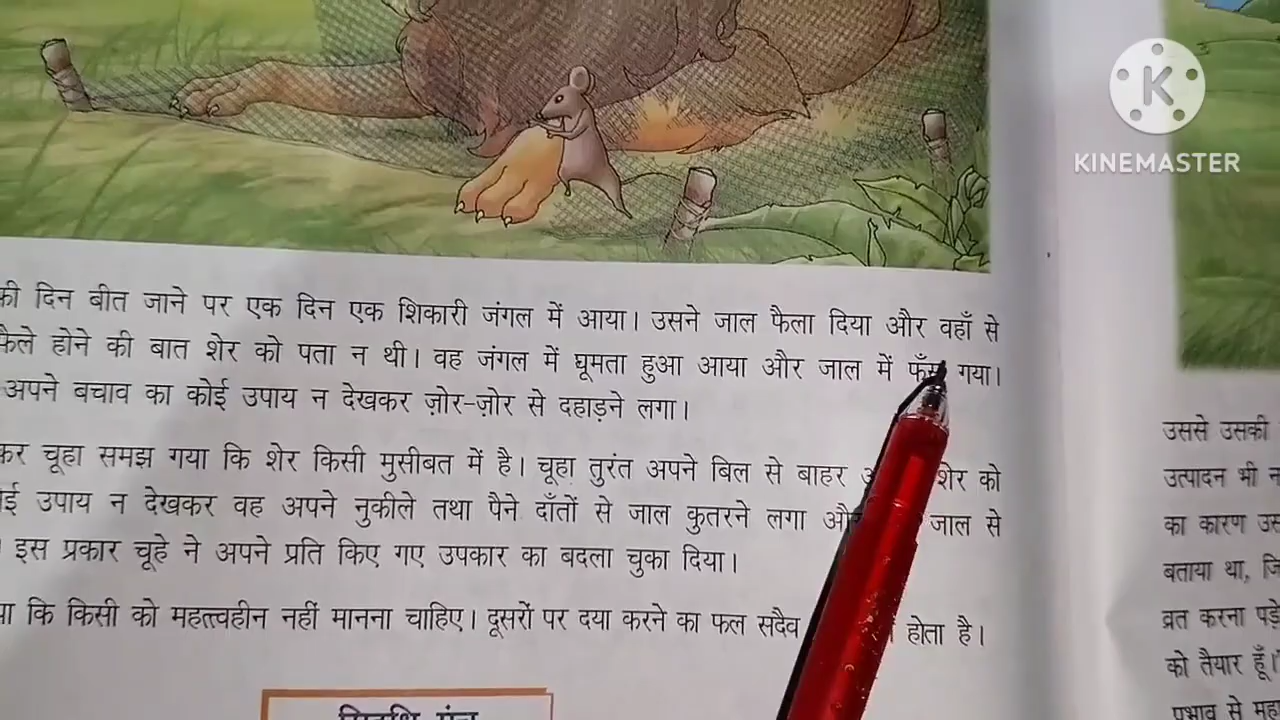 KINEMASTER
की दिन बीत जाने पर एक दिन एक शिकारी जंगल में आया। उसने जाल फैला दिया और वहाँ से
फैले होने की बात शेर को पता न थी। वह जंगल में घूमता हुआ आया और जाल में गया।
अपने बचाव का कोई उपाय न देखकर ज़ोर-ज़ोर से दहाड़ने लगा।
कर चूहा समझ गया कि शेर किसी मुसीबत में है। चूहा तुरंत अपने बिल से बाहर शेर को
ई उपाय न देखकर वह अपने नुकीले तथा पैने दाँतों से जाल कुतरने लगा जाल से
इस प्रकार चूहे ने अपने प्रति किए गए उपकार का बदला चुका दिया।
कि किसी को महत्त्वहीन नहीं मानना चाहिए। दूसरों पर दया करने का फल सदैव होता है।
उससे उसकी
उत्पादन भी
का कारण
बताया था,
व्रत करना
को तैयार हूँ।